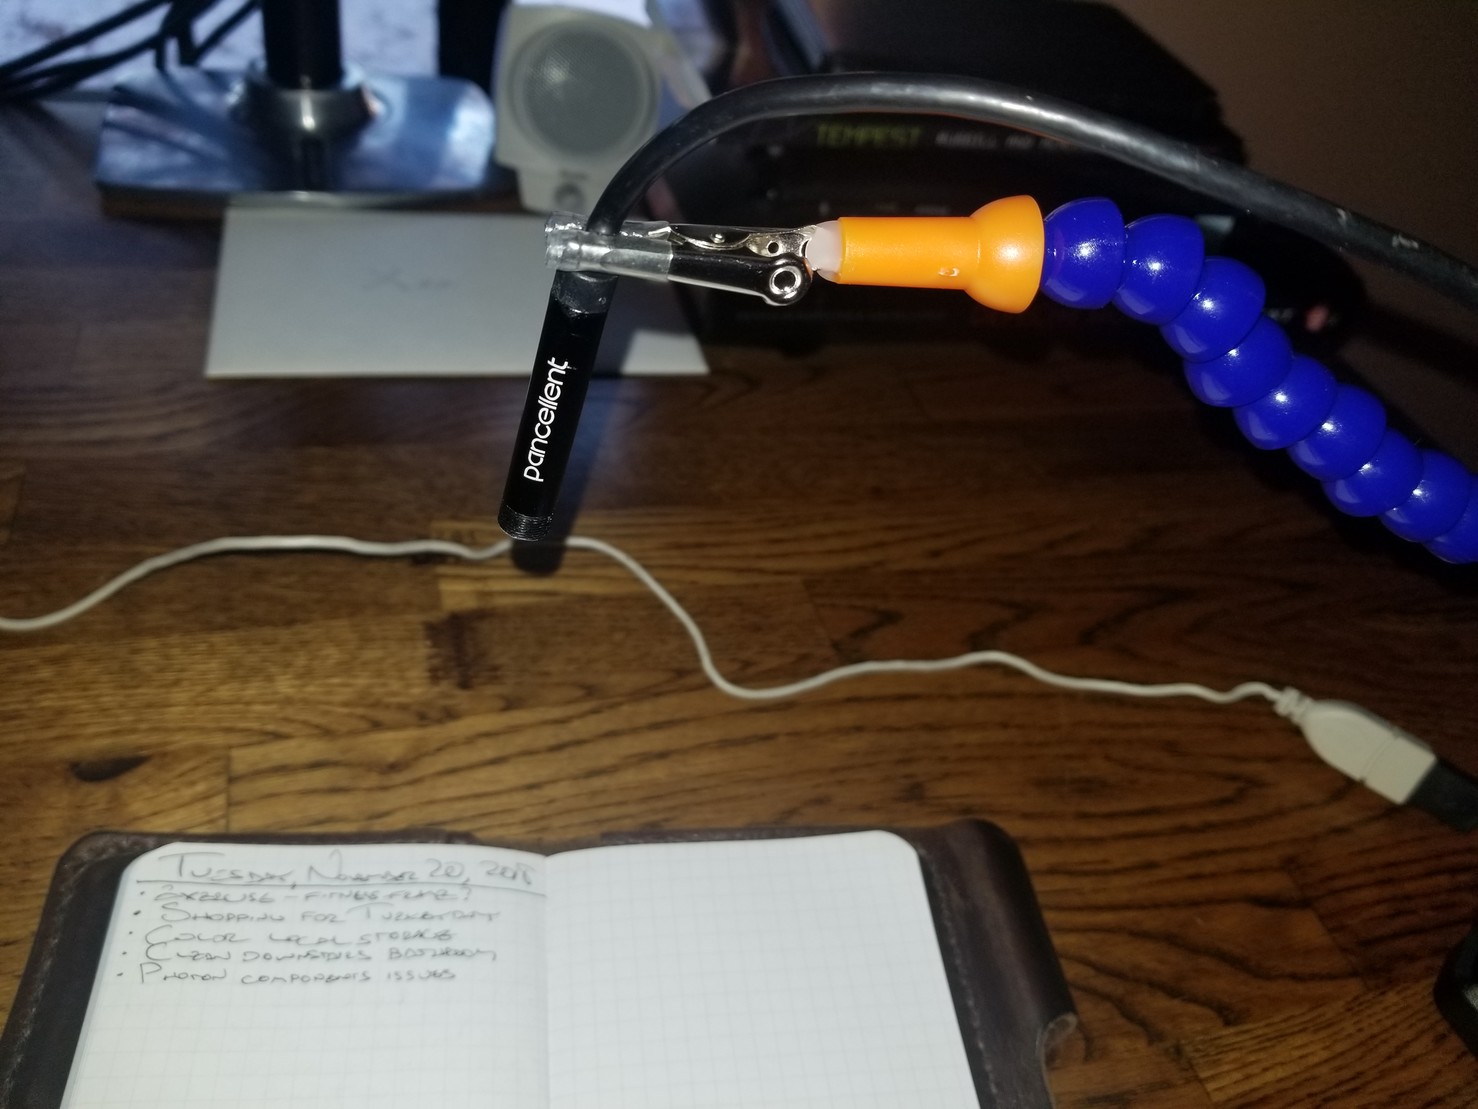 TEMPEST
pancellent
TUESDAY, NOVEMBER 20, 2018
• EXERCISE - FITNESS FRAME?
• SHOPPING FOR TURKEY DAY
• COLOR LOCAL STORAGE
• CLEAN DOWNSTAIRS BATHROOM
• PHOTON COMPONENTS ISSUES